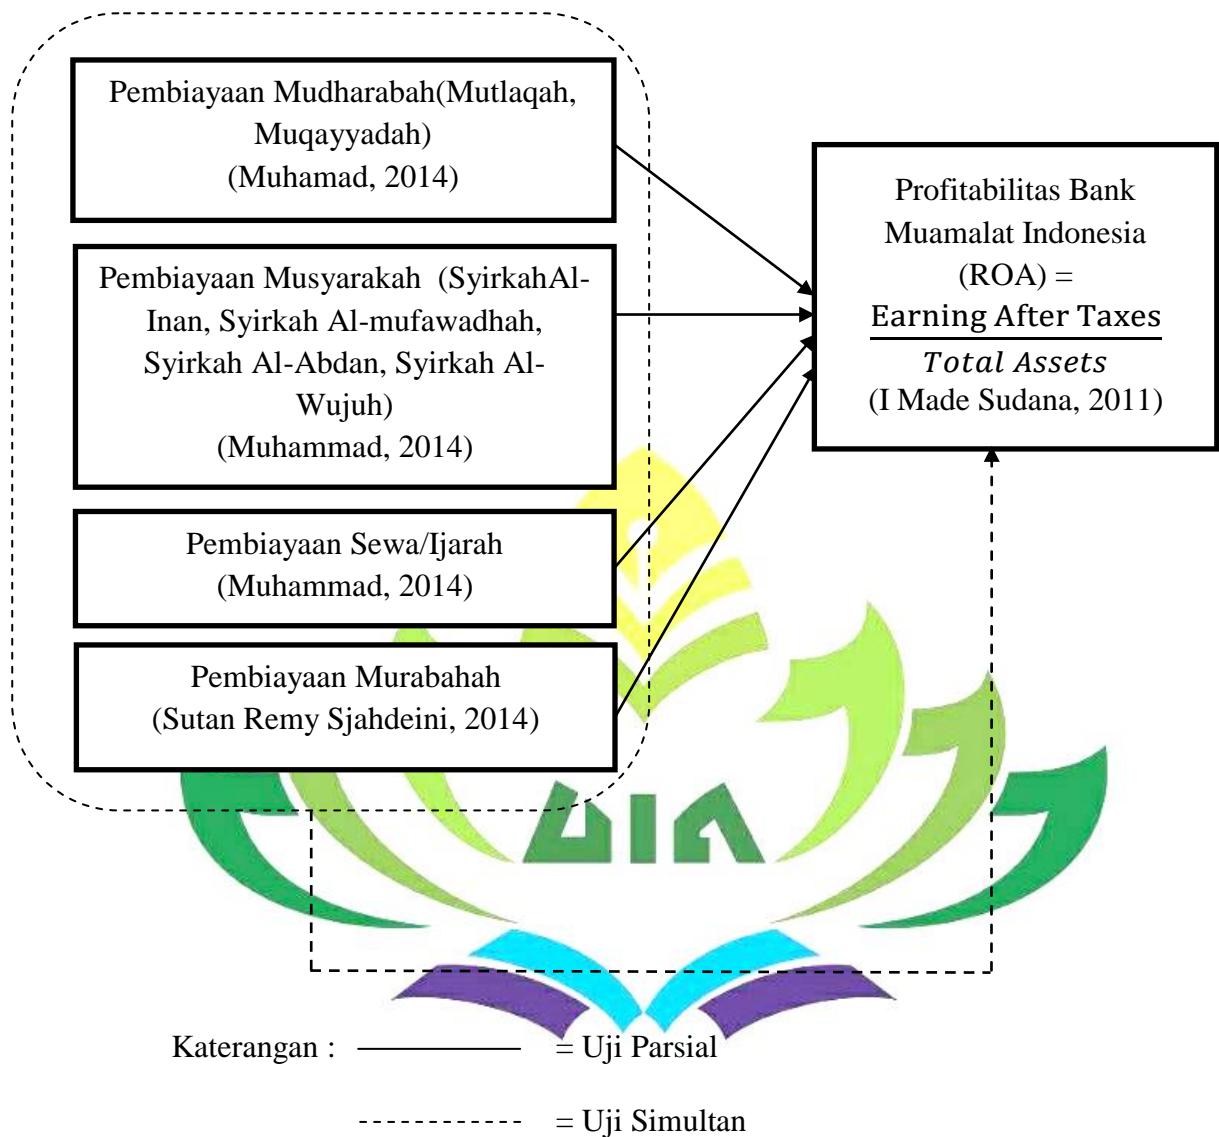 Pembiayaan Mudharabah(Mutlaqah,
Muqayyadah)
(Muhamad, 2014)
Pembiayaan Musyarakah (SyirkahAl-
Inan, Syirkah Al-mufawadhah,
Syirkah Al-Abdan, Syirkah Al-
Wujuh)
(Muhammad, 2014)
Pembiayaan Sewa/Ijarah
(Muhammad, 2014)
Pembiayaan Murabahah
(Sutan Remy Sjahdeini, 2014)
Profitabilitas Bank
Muamalat Indonesia
(ROA) =
Earning After Taxes
Total Assets
(I Made Sudana, 2011)
Katerangan : = Uji Parsial
= Uji Simultan